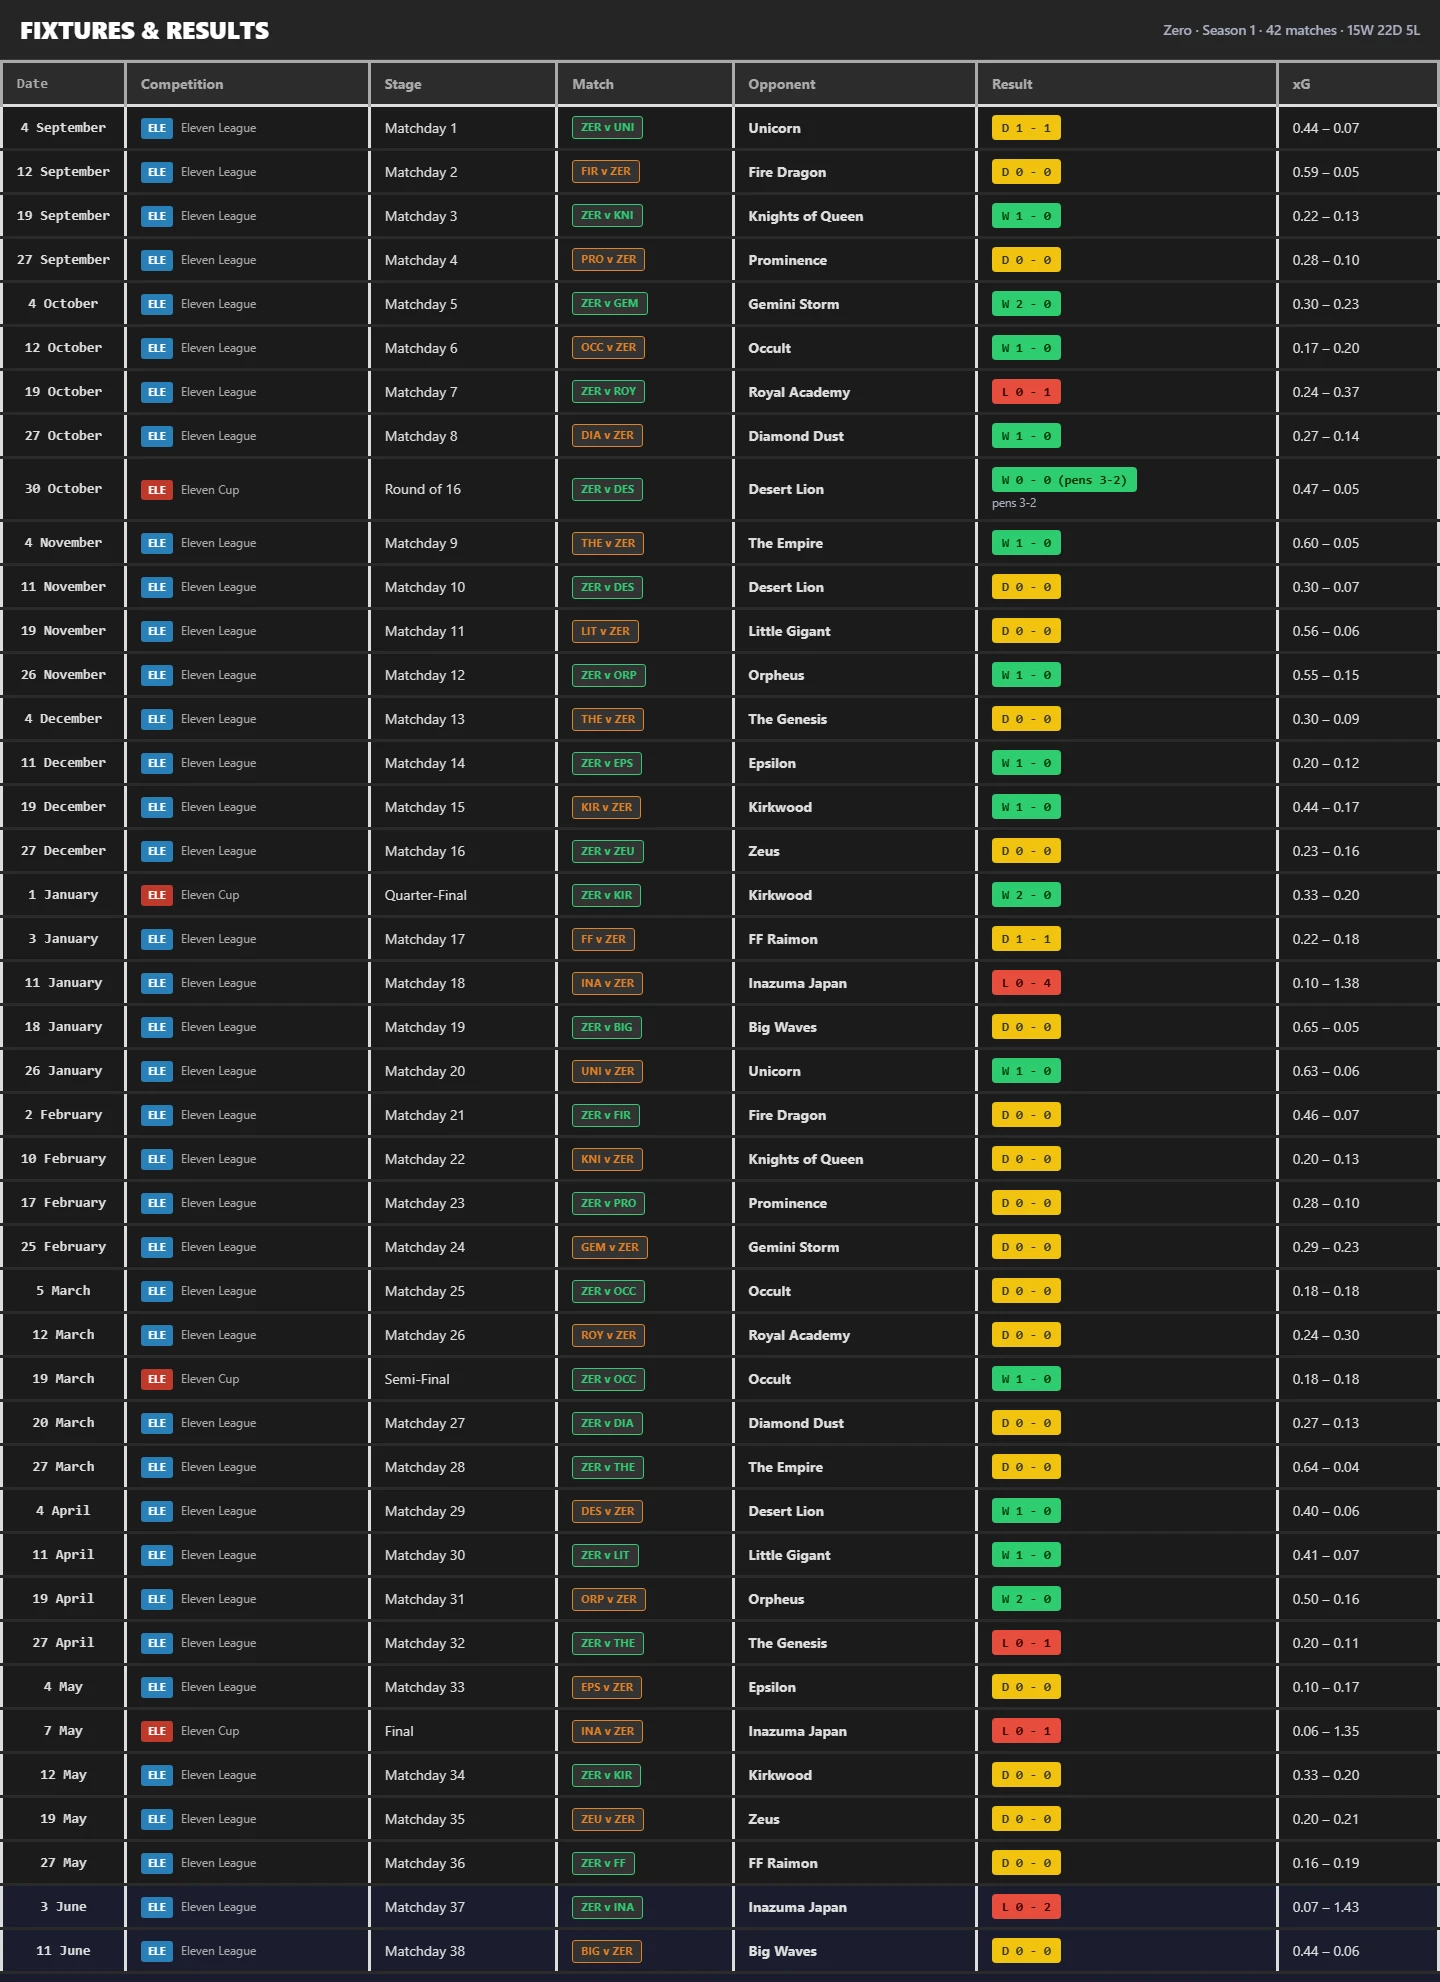 FIXTURES & RESULTS
Zero · Season 1 · 42 matches · 15W 22D 5L
Date Competition Stage Match Opponent Result xG
4 September ELE Eleven League Matchday 1 ZER v UNI Unicorn D 1 - 1 0.44 – 0.07
12 September ELE Eleven League Matchday 2 FIR v ZER Fire Dragon D 0 - 0 0.59 – 0.05
19 September ELE Eleven League Matchday 3 ZER v KNI Knights of Queen W 1 - 0 0.22 – 0.13
27 September ELE Eleven League Matchday 4 PRO v ZER Prominence D 0 - 0 0.28 – 0.10
4 October ELE Eleven League Matchday 5 ZER v GEM Gemini Storm W 2 - 0 0.30 – 0.23
12 October ELE Eleven League Matchday 6 OCC v ZER Occult W 1 - 0 0.17 – 0.20
19 October ELE Eleven League Matchday 7 ZER v ROY Royal Academy L 0 - 1 0.24 – 0.37
27 October ELE Eleven League Matchday 8 DIA v ZER Diamond Dust W 1 - 0 0.27 – 0.14
30 October ELE Eleven Cup Round of 16 ZER v DES Desert Lion W 0 - 0 (pens 3-2) 0.47 – 0.05
pens 3-2
4 November ELE Eleven League Matchday 9 THE v ZER The Empire W 1 - 0 0.60 – 0.05
11 November ELE Eleven League Matchday 10 ZER v DES Desert Lion D 0 - 0 0.30 – 0.07
19 November ELE Eleven League Matchday 11 LIT v ZER Little Gigant D 0 - 0 0.56 – 0.06
26 November ELE Eleven League Matchday 12 ZER v ORP Orpheus W 1 - 0 0.55 – 0.15
4 December ELE Eleven League Matchday 13 THE v ZER The Genesis D 0 - 0 0.30 – 0.09
11 December ELE Eleven League Matchday 14 ZER v EPS Epsilon W 1 - 0 0.20 – 0.12
19 December ELE Eleven League Matchday 15 KIR v ZER Kirkwood W 1 - 0 0.44 – 0.17
27 December ELE Eleven League Matchday 16 ZER v ZEU Zeus D 0 - 0 0.23 – 0.16
1 January ELE Eleven Cup Quarter-Final ZER v KIR Kirkwood W 2 - 0 0.33 – 0.20
3 January ELE Eleven League Matchday 17 FF v ZER FF Raimon D 1 - 1 0.22 – 0.18
11 January ELE Eleven League Matchday 18 INA v ZER Inazuma Japan L 0 - 4 0.10 – 1.38
18 January ELE Eleven League Matchday 19 ZER v BIG Big Waves D 0 - 0 0.65 – 0.05
26 January ELE Eleven League Matchday 20 UNI v ZER Unicorn W 1 - 0 0.63 – 0.06
2 February ELE Eleven League Matchday 21 ZER v FIR Fire Dragon D 0 - 0 0.46 – 0.07
10 February ELE Eleven League Matchday 22 KNI v ZER Knights of Queen D 0 - 0 0.20 – 0.13
17 February ELE Eleven League Matchday 23 ZER v PRO Prominence D 0 - 0 0.28 – 0.10
25 February ELE Eleven League Matchday 24 GEM v ZER Gemini Storm D 0 - 0 0.29 – 0.23
5 March ELE Eleven League Matchday 25 ZER v OCC Occult D 0 - 0 0.18 – 0.18
12 March ELE Eleven League Matchday 26 ROY v ZER Royal Academy D 0 - 0 0.24 – 0.30
19 March ELE Eleven Cup Semi-Final ZER v OCC Occult W 1 - 0 0.18 – 0.18
20 March ELE Eleven League Matchday 27 ZER v DIA Diamond Dust D 0 - 0 0.27 – 0.13
27 March ELE Eleven League Matchday 28 ZER v THE The Empire D 0 - 0 0.64 – 0.04
4 April ELE Eleven League Matchday 29 DES v ZER Desert Lion W 1 - 0 0.40 – 0.06
11 April ELE Eleven League Matchday 30 ZER v LIT Little Gigant W 1 - 0 0.41 – 0.07
19 April ELE Eleven League Matchday 31 ORP v ZER Orpheus W 2 - 0 0.50 – 0.16
27 April ELE Eleven League Matchday 32 ZER v THE The Genesis L 0 - 1 0.20 – 0.11
4 May ELE Eleven League Matchday 33 EPS v ZER Epsilon D 0 - 0 0.10 – 0.17
7 May ELE Eleven Cup Final INA v ZER Inazuma Japan L 0 - 1 0.06 – 1.35
12 May ELE Eleven League Matchday 34 ZER v KIR Kirkwood D 0 - 0 0.33 – 0.20
19 May ELE Eleven League Matchday 35 ZEU v ZER Zeus D 0 - 0 0.20 – 0.21
27 May ELE Eleven League Matchday 36 ZER v FF FF Raimon D 0 - 0 0.16 – 0.19
3 June ELE Eleven League Matchday 37 ZER v INA Inazuma Japan L 0 - 2 0.07 – 1.43
11 June ELE Eleven League Matchday 38 BIG v ZER Big Waves D 0 - 0 0.44 – 0.06